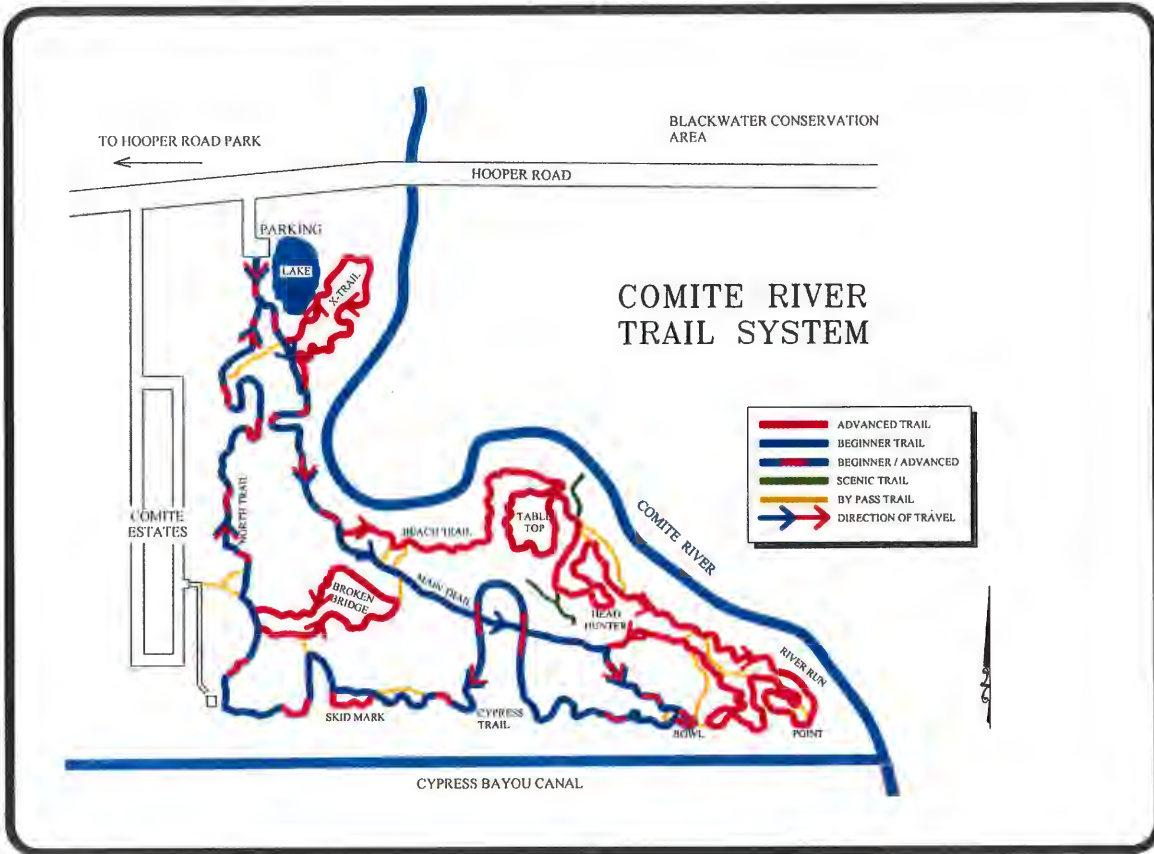 BLACKWATER CONSERVATION
AREA
TO HOOPER ROAD PARK
HOOPER ROAD
PARKING
LAKE
X-TRAIL
COMITE RIVER
TRAIL SYSTEM
ADVANCED TRAIL
BEGINNER TRAIL
BEGINNER / ADVANCED
SCENIC TRAIL
BY PASS TRAIL
DIRECTION OF TRAVEL
COMITE
ESTATES
NORTH TRAIL
BEACH TRAIL
TABLE
TOP
COMITE RIVER
BROKEN
BRIDGE
MAIN TRAIL
HEAD
HUNTER
RIVER RUN
SKID MARK
CYPRESS
TRAIL
BOWL
POINT
CYPRESS BAYOU CANAL